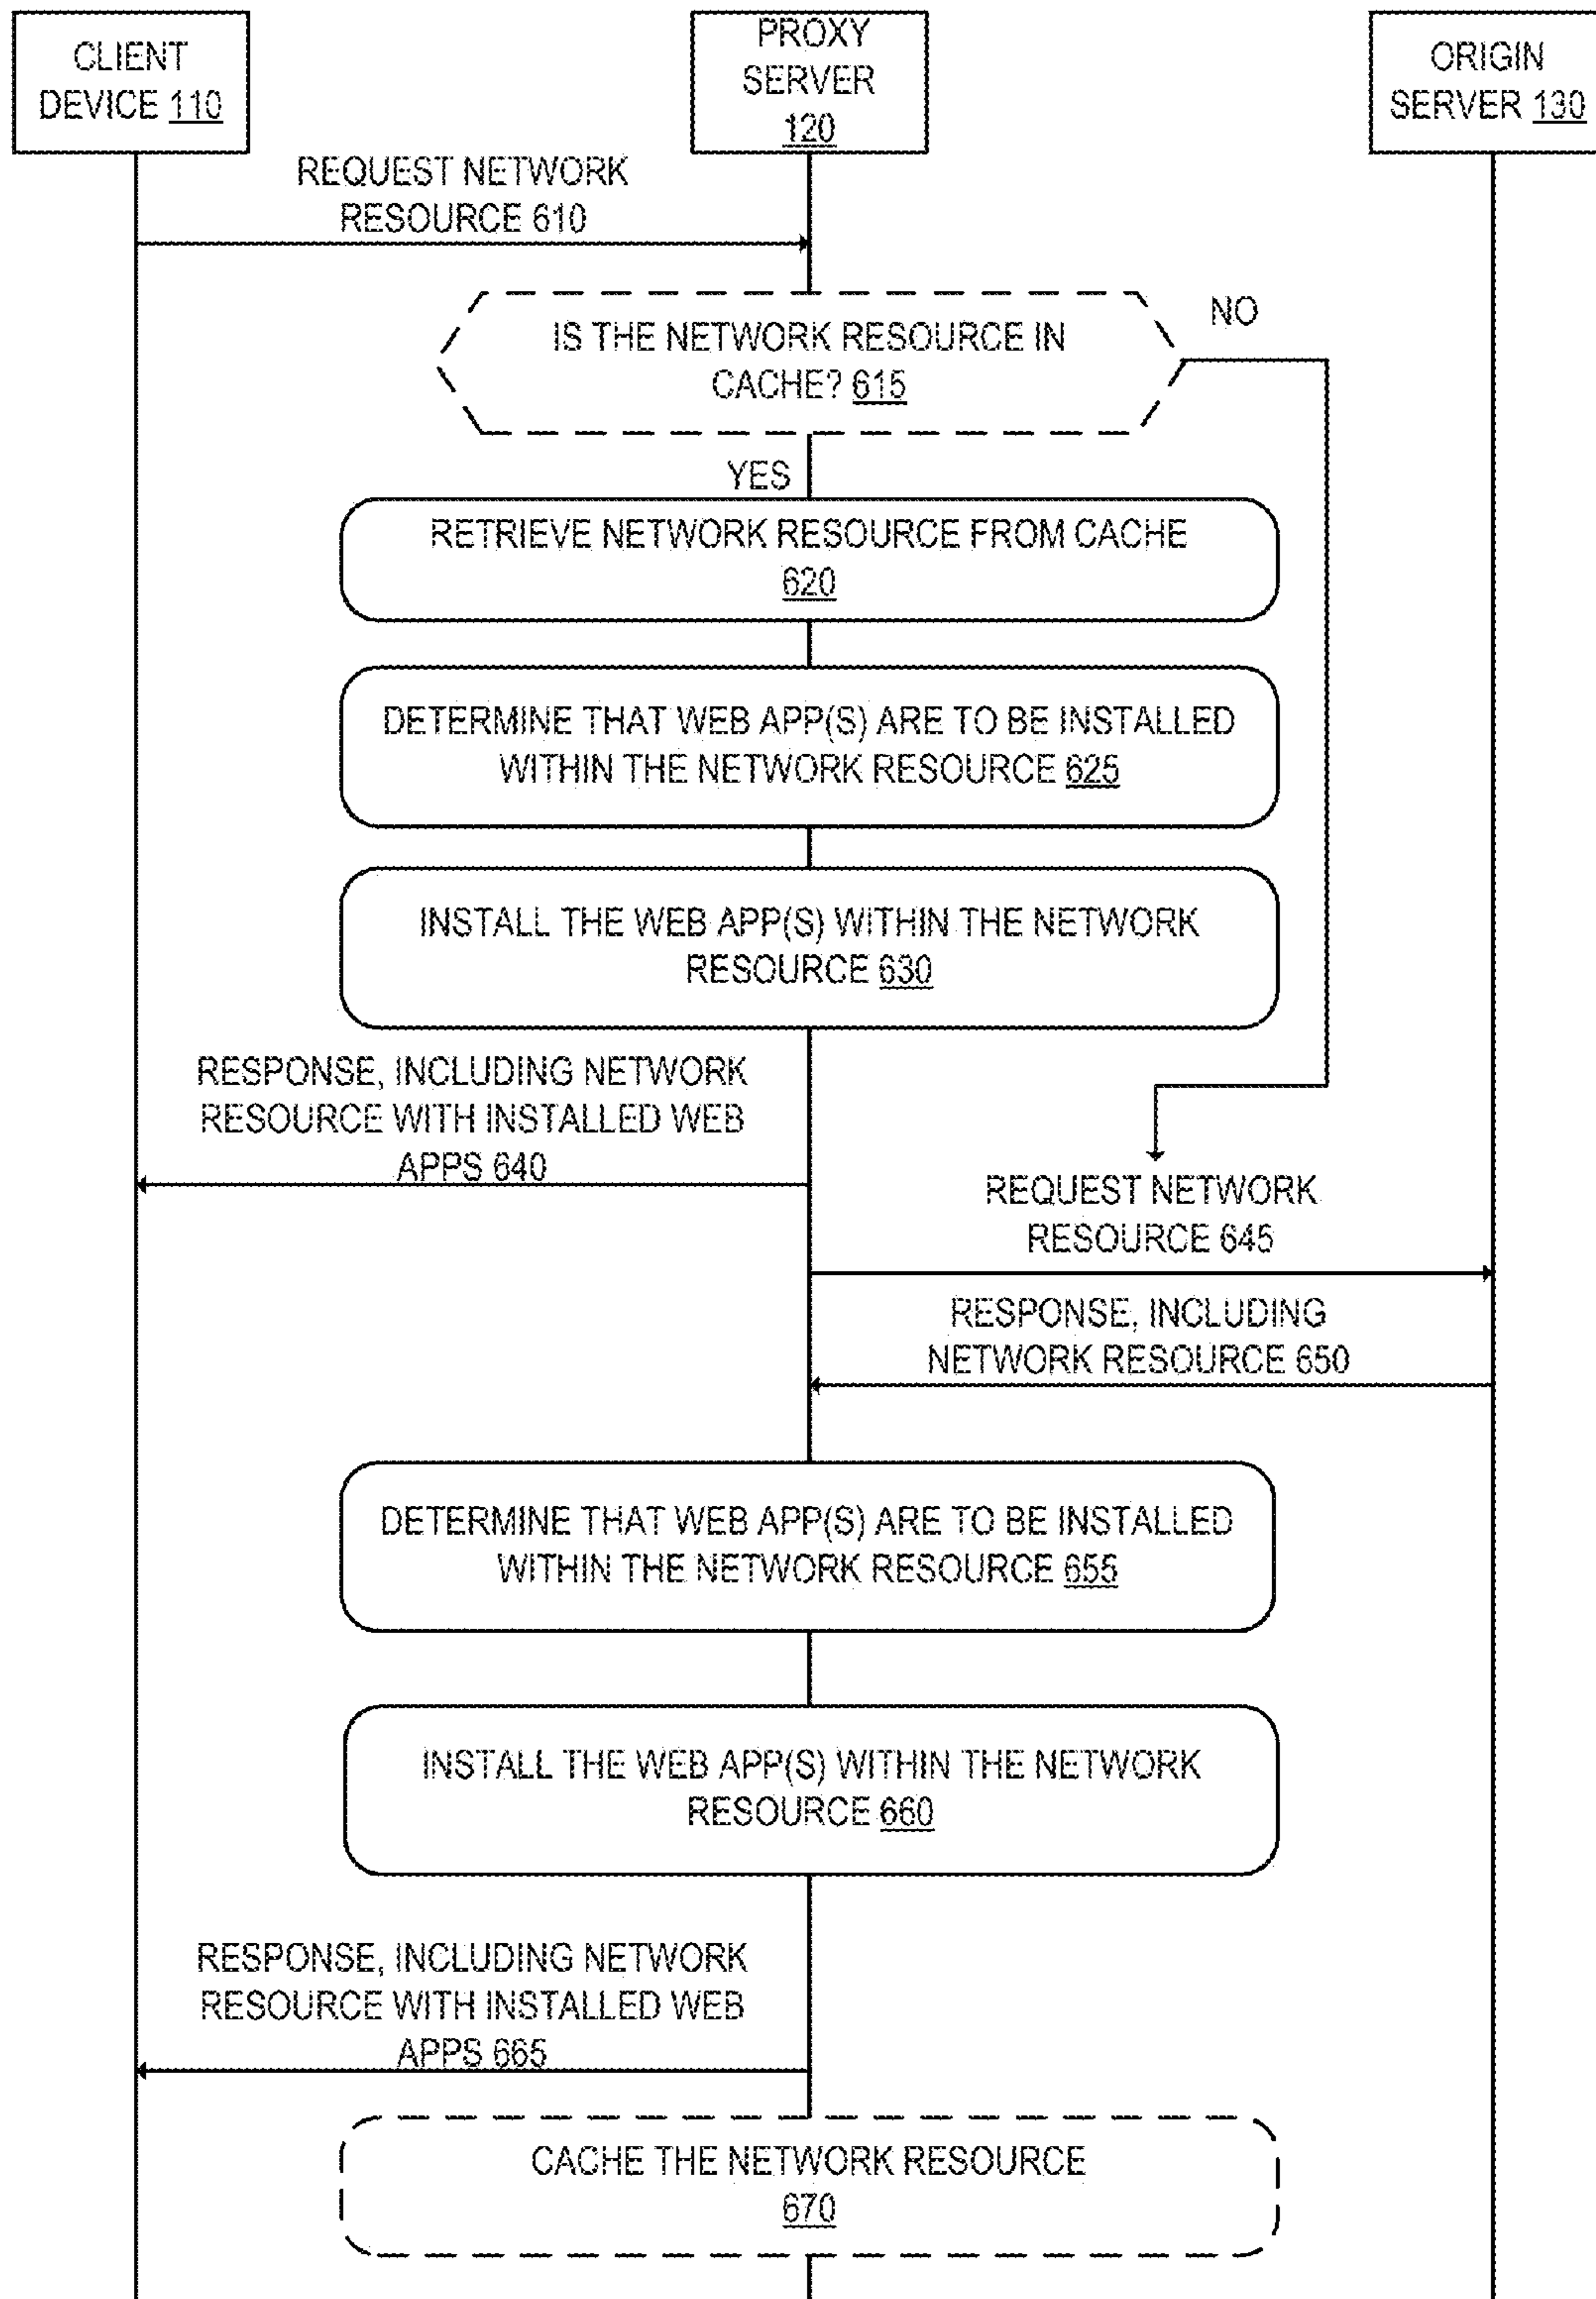 CLIENT
DEVICE 110
PROXY
SERVER
120
ORIGIN
SERVER 130
REQUEST NETWORK
RESOURCE 610
IS THE NETWORK RESOURCE IN
CACHE? 615
NO
YES
RETRIEVE NETWORK RESOURCE FROM CACHE
620
DETERMINE THAT WEB APP(S) ARE TO BE INSTALLED
WITHIN THE NETWORK RESOURCE 625
INSTALL THE WEB APP(S) WITHIN THE NETWORK
RESOURCE 630
RESPONSE, INCLUDING NETWORK
RESOURCE WITH INSTALLED WEB
APPS 640
REQUEST NETWORK
RESOURCE 645
RESPONSE, INCLUDING
NETWORK RESOURCE 650
DETERMINE THAT WEB APP(S) ARE TO BE INSTALLED
WITHIN THE NETWORK RESOURCE 655
INSTALL THE WEB APP(S) WITHIN THE NETWORK
RESOURCE 660
RESPONSE, INCLUDING NETWORK
RESOURCE WITH INSTALLED WEB
APPS 665
CACHE THE NETWORK RESOURCE
670